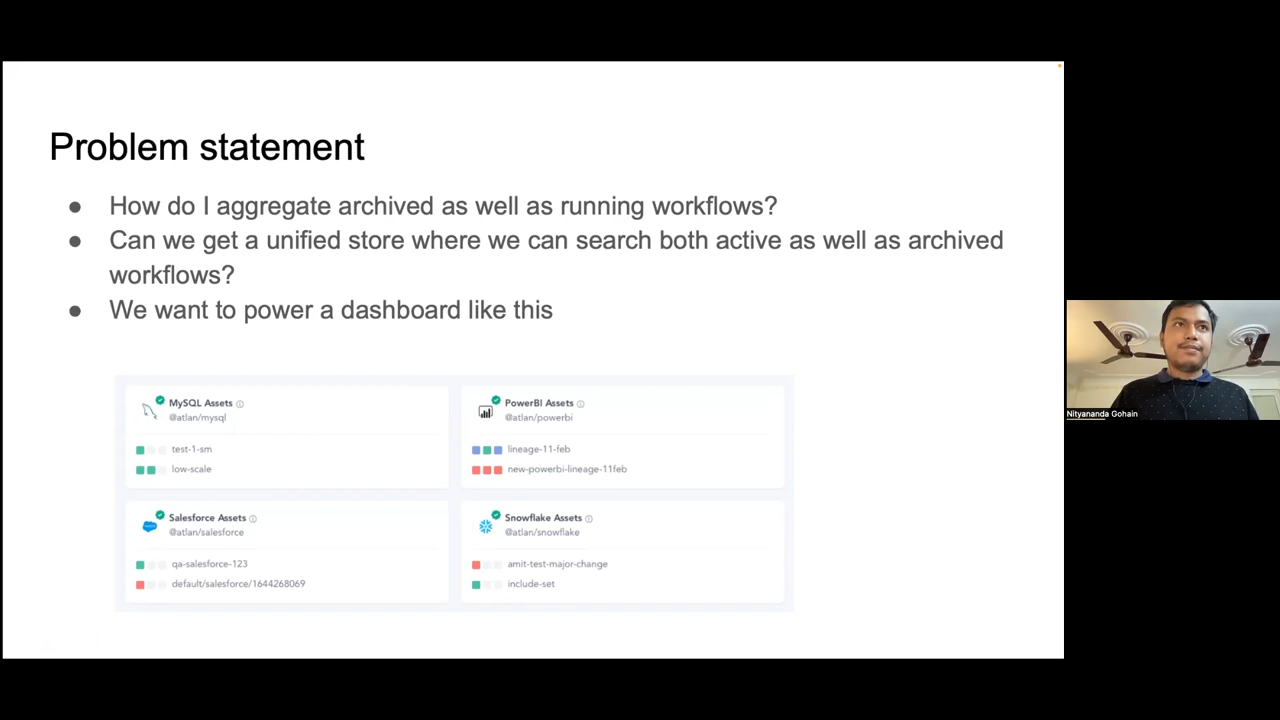 Problem statement
● How do I aggregate archived as well as running workflows?
● Can we get a unified store where we can search both active as well as archived
workflows?
● We want to power a dashboard like this
MySQL Assets
@atlan/mysql
test-1-sm
low-scale
PowerBI Assets
@atlan/powerbi
lineage-11-feb
new-powerbi-lineage-11feb
Salesforce Assets
@atlan/salesforce
qa-salesforce-123
default/salesforce/1644268069
Snowflake Assets
@atlan/snowflake
amit-test-major-change
include-set
Nityananda Gohain